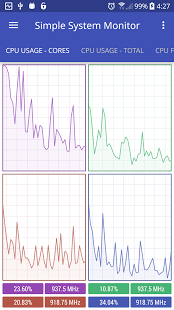 99% 4:27
Simple System Monitor
CPU USAGE - CORES CPU USAGE - TOTAL CPU F
23.60% 937.5 MHz 10.87% 937.5 MHz
20.83% 918.75 MHz 34.04% 918.75 MHz